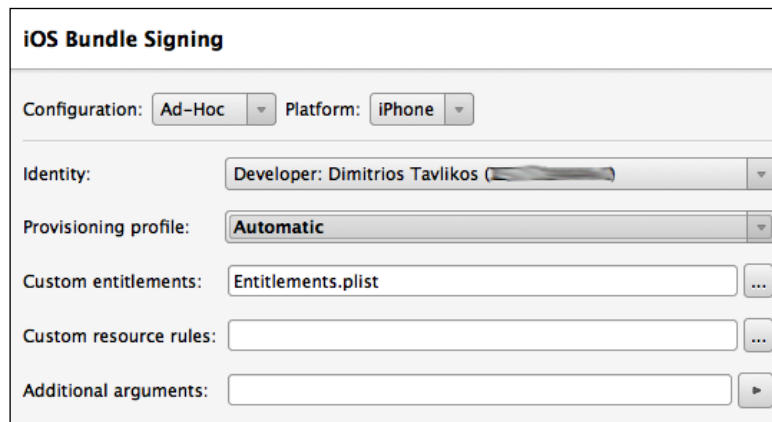 iOS Bundle Signing
Configuration: Ad-Hoc Platform: iPhone
Identity: Developer: Dimitrios Tavlikos ( )
Provisioning profile: Automatic
Custom entitlements: Entitlements.plist ...
Custom resource rules: ...
Additional arguments: